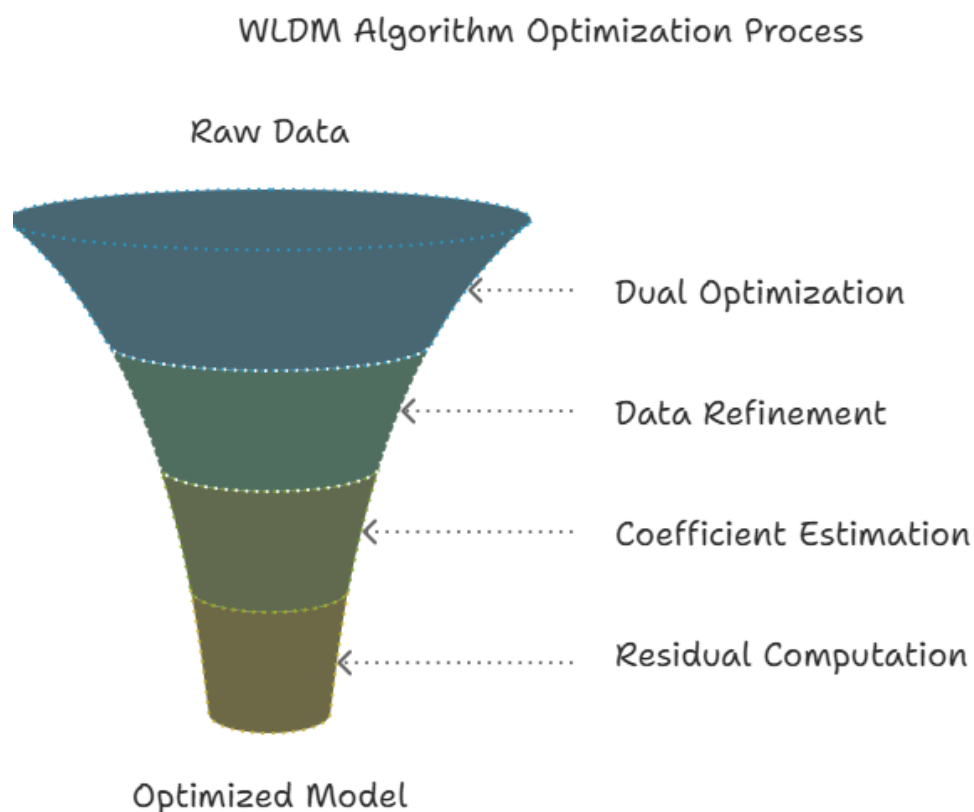 WLDM Algorithm Optimization Process
Raw Data
Dual Optimization
Data Refinement
Coefficient Estimation
Residual Computation
Optimized Model